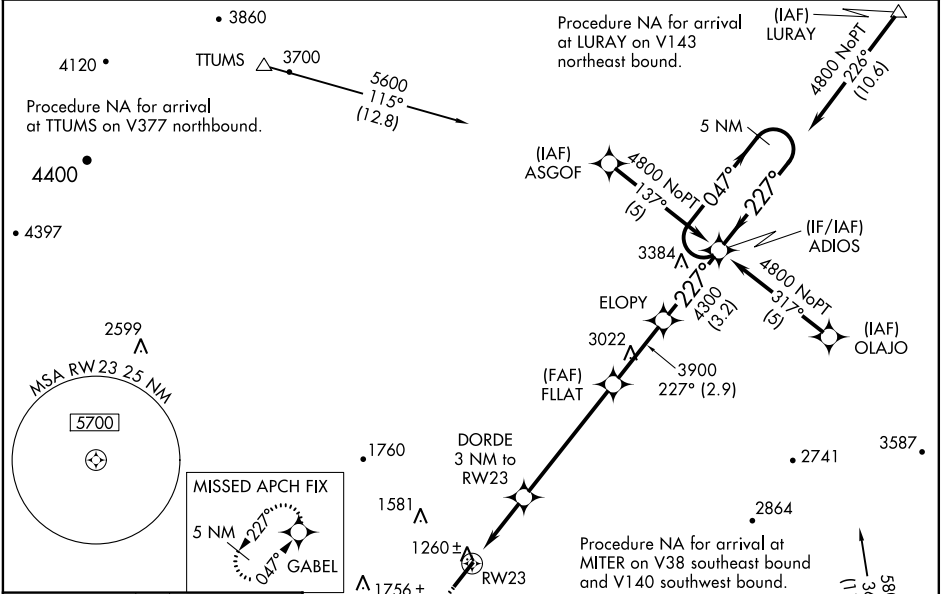 3860
4120
TTUMS
3700
5600
115°
(12.8)
Procedure NA for arrival
at TTUMS on V377 northbound.
4400
4397
Procedure NA for arrival
at LURAY on V143
northeast bound.
(IAF)
LURAY
4800 NoPT
226°
(10.6)
5 NM
(IAF)
ASGOF
4800 NoPT
137°
(5)
047°
227°
(IF/IAF)
ADIOS
3384
4800 NoPT
317°
(5)
(IAF)
OLAJO
227°
4300
(3.2)
ELOPY
3022
3900
227° (2.9)
(FAF)
FLLAT
2599
MSA RW 23 25 NM
5700
DORDE
3 NM to
RW23
1760
1581
1260 ±
1756 ±
RW23
MISSED APCH FIX
5 NM
227°
047°
GABEL
2741
3587
2864
Procedure NA for arrival at
MITER on V38 southeast bound
and V140 southwest bound.